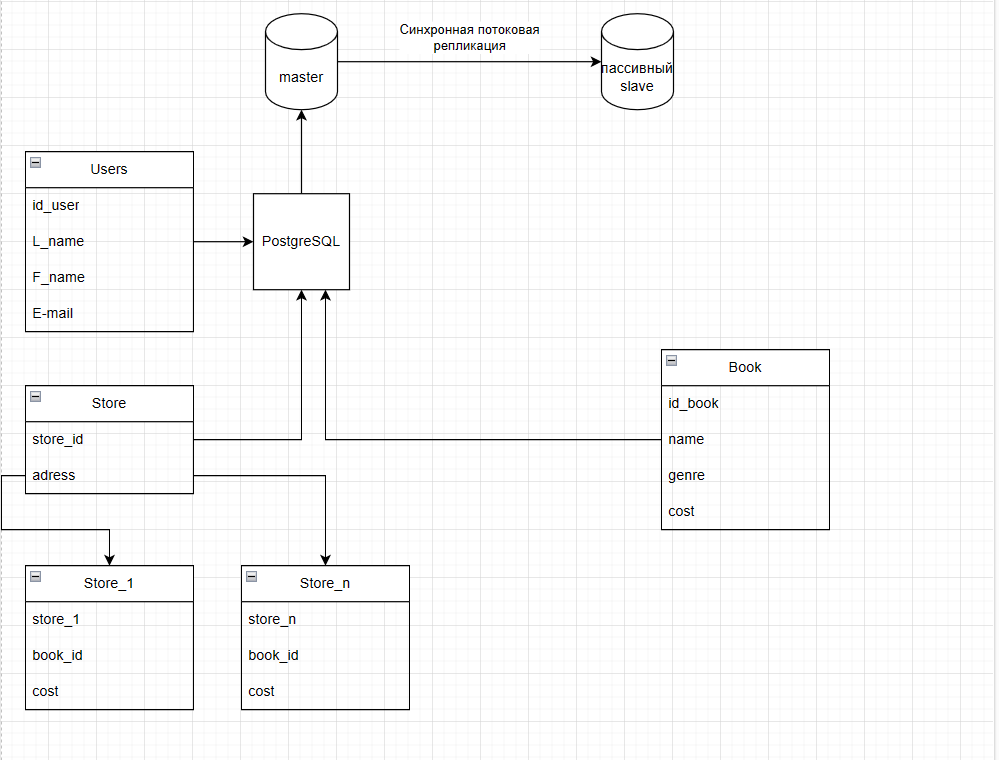 Синхронная потоковая
репликация
master
пассивный
slave
Users
id_user
L_name
F_name
E-mail
PostgreSQL
Store
store_id
adress
Book
id_book
name
genre
cost
Store_1
store_1
book_id
cost
Store_n
store_n
book_id
cost